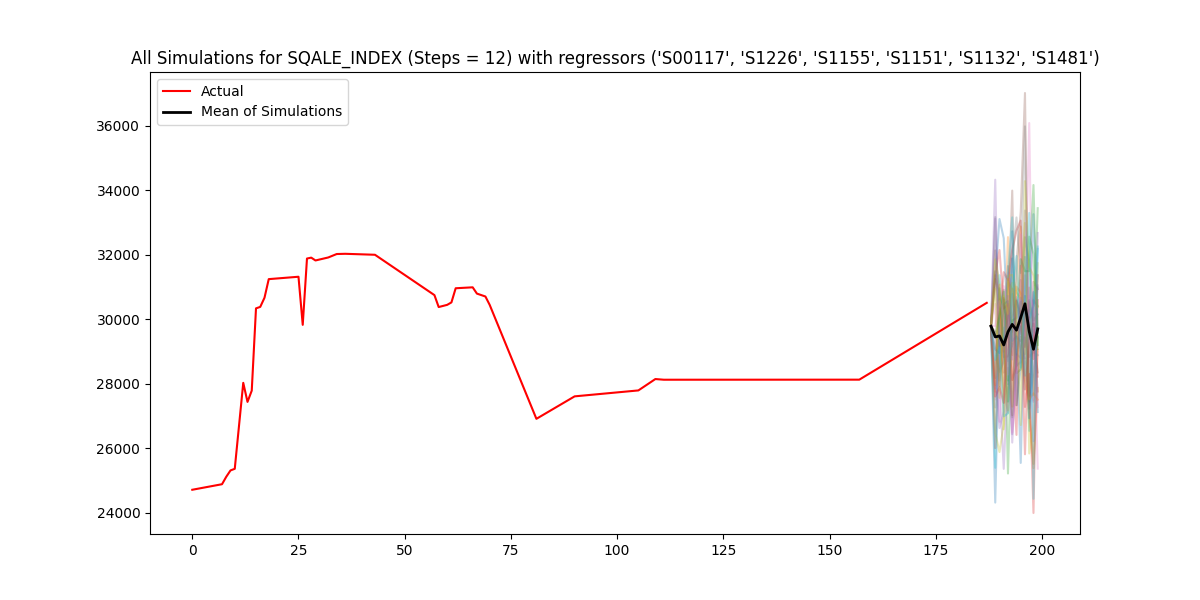 All Simulations for SQALE_INDEX (Steps = 12) with regressors ('S00117', 'S1226', 'S1155', 'S1151', 'S1132', 'S1481')
Actual
Mean of Simulations
36000
34000
32000
30000
28000
26000
24000
0 25 50 75 100 125 150 175 200